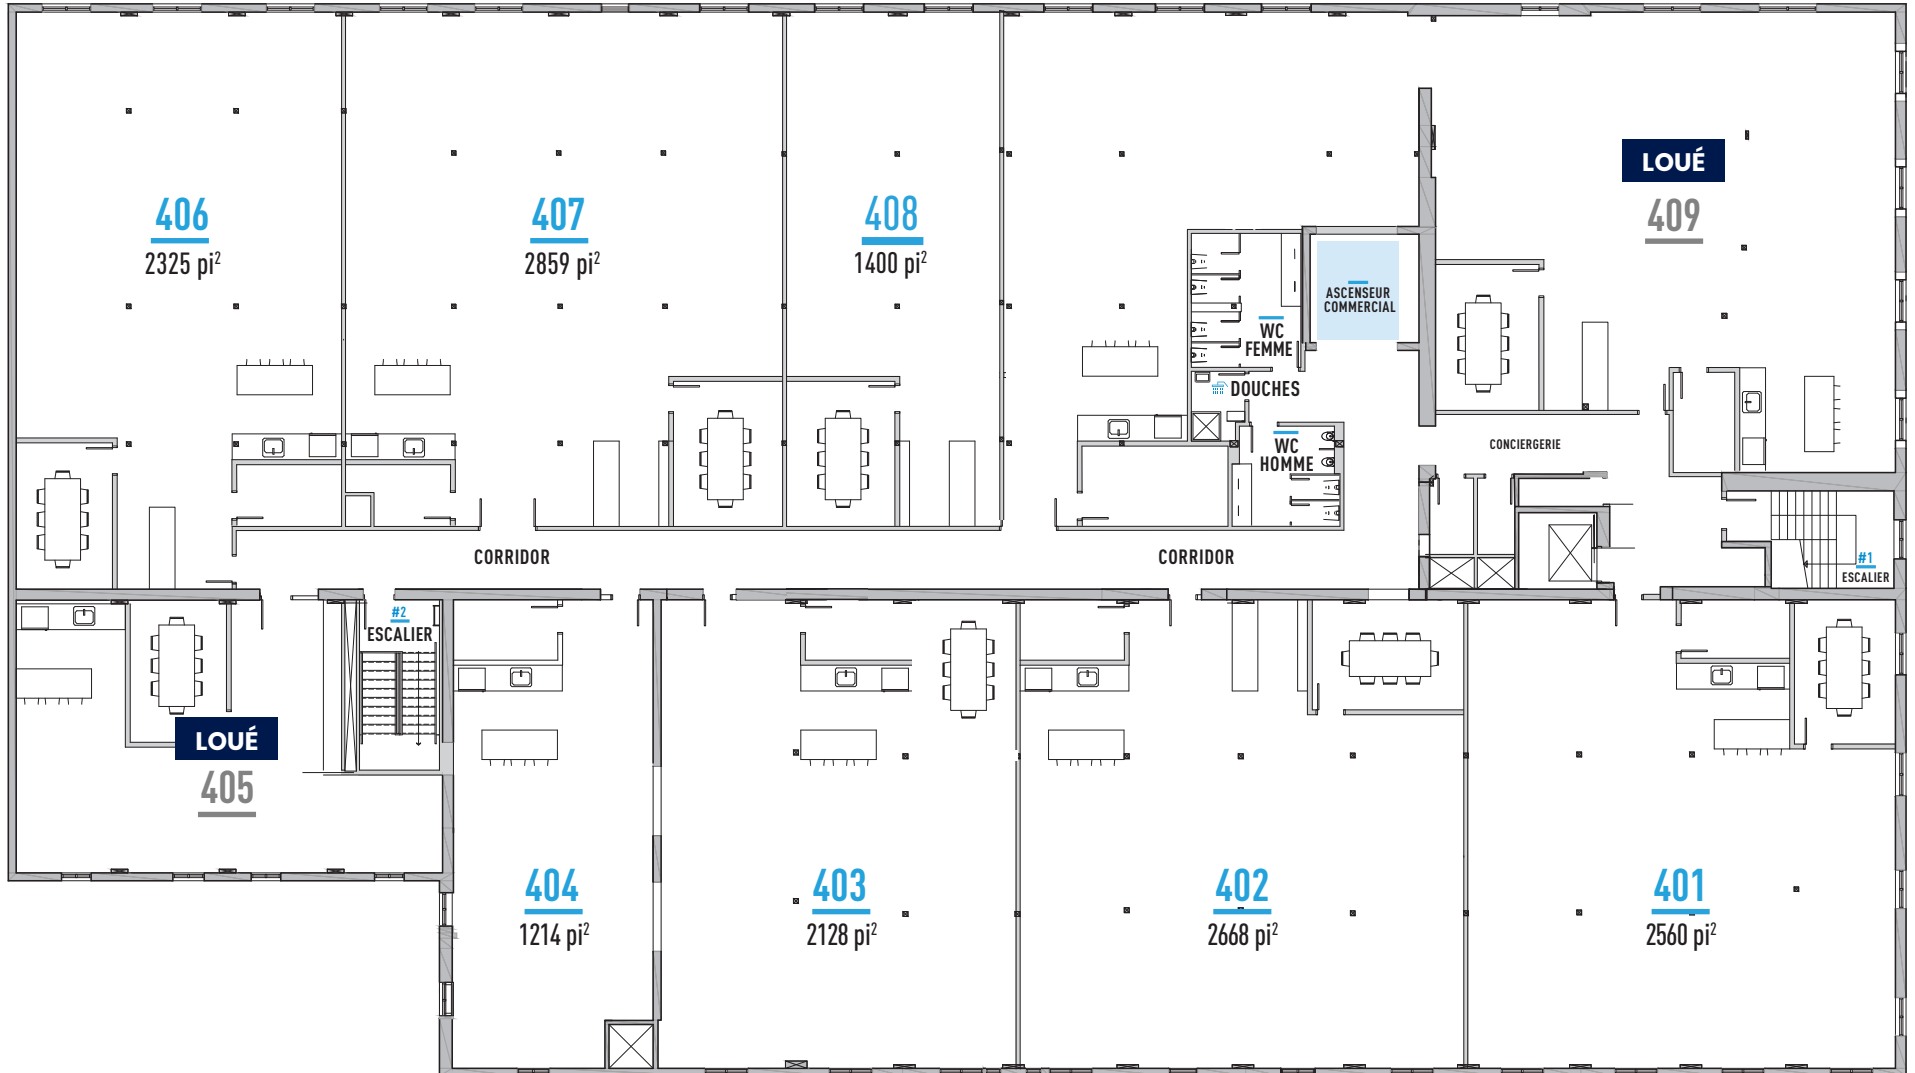 406
2325 pi²
407
2859 pi²
408
1400 pi²
LOUÉ
409
ASCENSEUR
COMMERCIAL
WC
FEMME
DOUCHES
WC
HOMME
CONCIERGERIE
CORRIDOR
CORRIDOR
#1
ESCALIER
#2
ESCALIER
LOUÉ
405
404
1214 pi²
403
2128 pi²
402
2668 pi²
401
2560 pi²